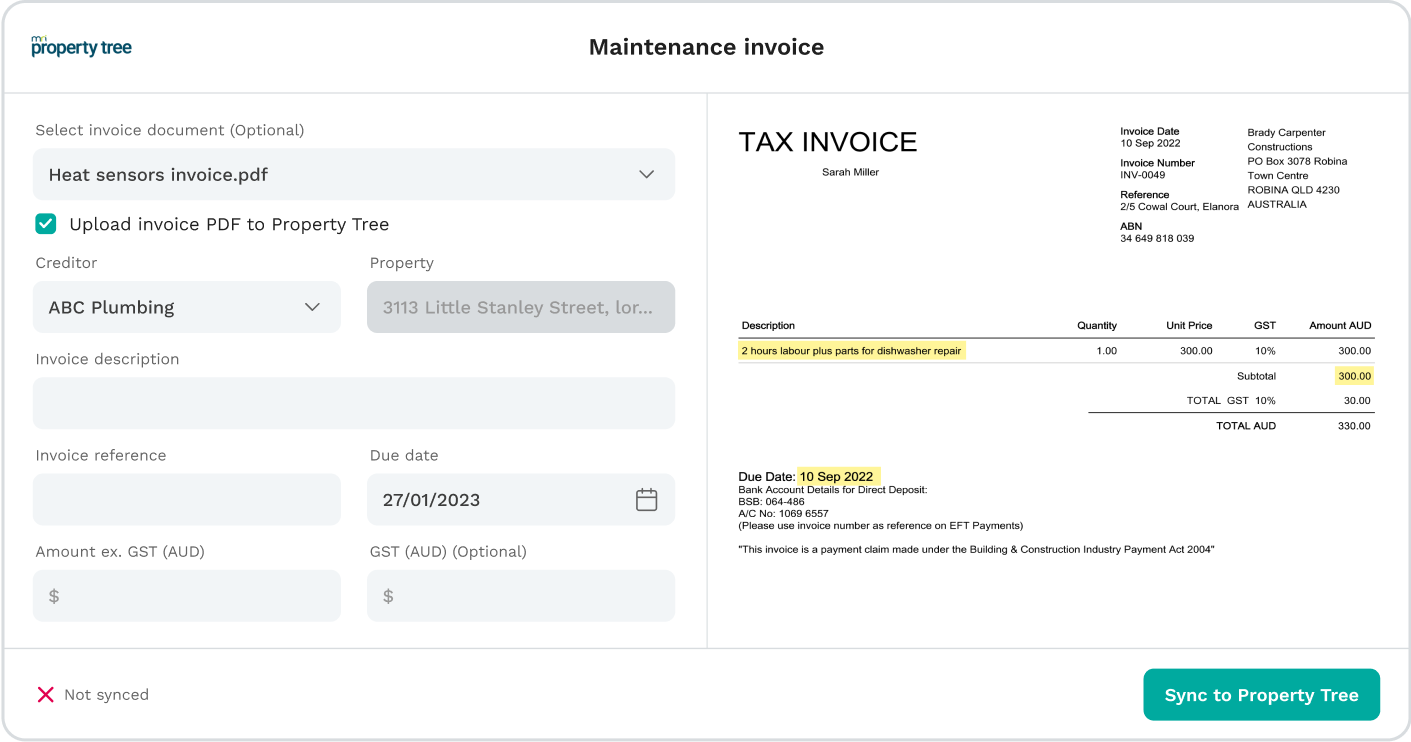 mri
property tree
Maintenance invoice
Select invoice document (Optional)
Heat sensors invoice.pdf
Upload invoice PDF to Property Tree
Creditor
Property
ABC Plumbing
3113 Little Stanley Street, lor...
Invoice description
Invoice reference
Due date
27/01/2023
Amount ex. GST (AUD)
GST (AUD) (Optional)
$
$
TAX INVOICE
Sarah Miller
Invoice Date
10 Sep 2022
Invoice Number
INV-0049
Reference
2/5 Cowal Court, Elanora
ABN
34 649 818 039
Brady Carpenter
Constructions
PO Box 3078 Robina
Town Centre
ROBINA QLD 4230
AUSTRALIA
Description Quantity Unit Price GST Amount AUD
2 hours labour plus parts for dishwasher repair 1.00 300.00 10% 300.00
Subtotal 300.00
TOTAL GST 10% 30.00
TOTAL AUD 330.00
Due Date: 10 Sep 2022
Bank Account Details for Direct Deposit:
BSB: 064-486
A/C No: 1069 6557
(Please use invoice number as reference on EFT Payments)
"This invoice is a payment claim made under the Building & Construction Industry Payment Act 2004"
Not synced
Sync to Property Tree